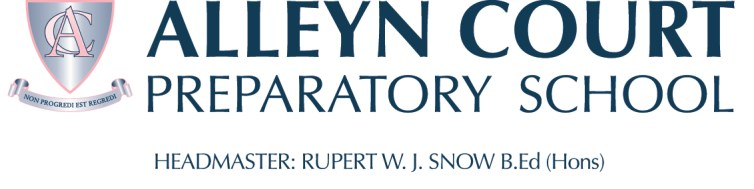 AC
ALLEYN COURT
PREPARATORY SCHOOL
NON PROGREDI EST REGREDI
HEADMASTER: RUPERT W. J. SNOW B.Ed (Hons)